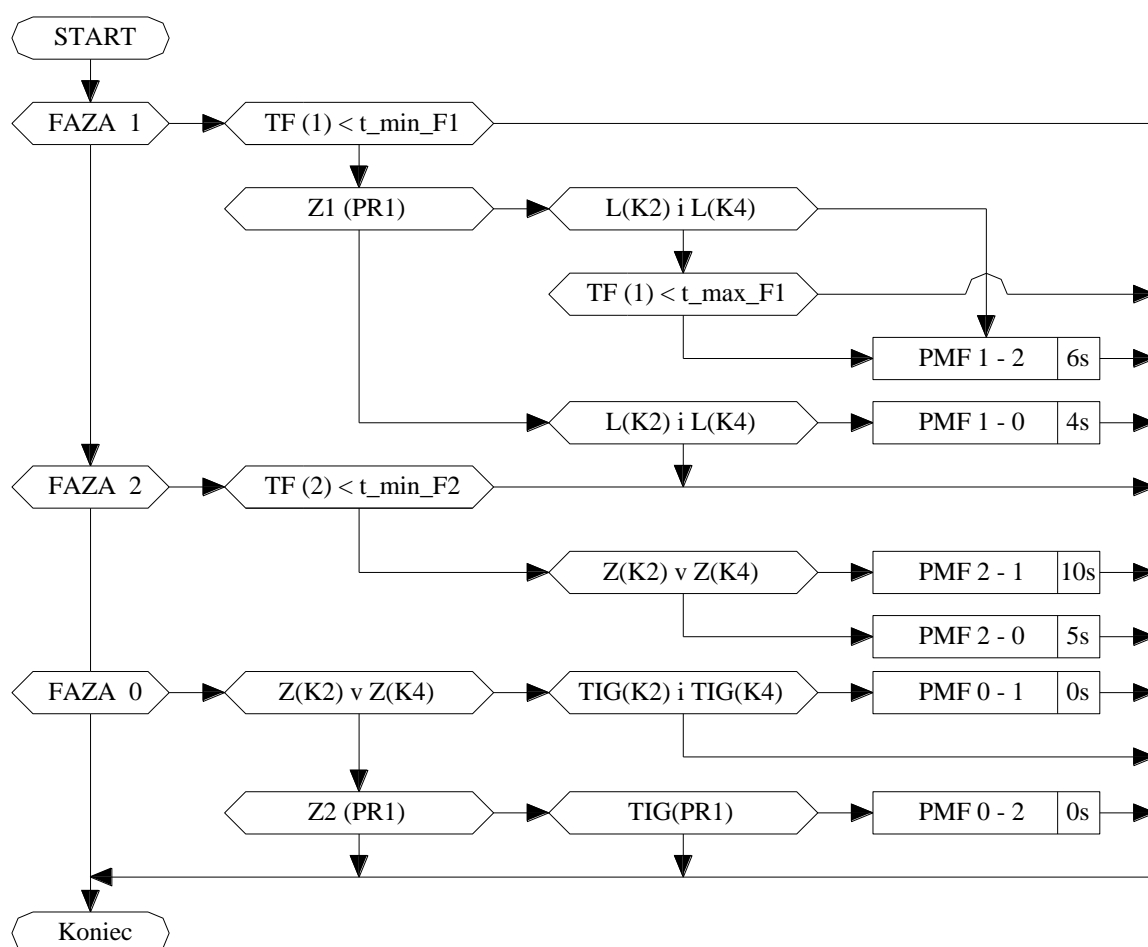 START
FAZA 1
TF (1) < t_min_F1
Z1 (PR1)
L(K2) i L(K4)
TF (1) < t_max_F1
PMF 1 - 2
6s
L(K2) i L(K4)
PMF 1 - 0
4s
FAZA 2
TF (2) < t_min_F2
Z(K2) v Z(K4)
PMF 2 - 1
10s
PMF 2 - 0
5s
FAZA 0
Z(K2) v Z(K4)
TIG(K2) i TIG(K4)
PMF 0 - 1
0s
Z2 (PR1)
TIG(PR1)
PMF 0 - 2
0s
Koniec